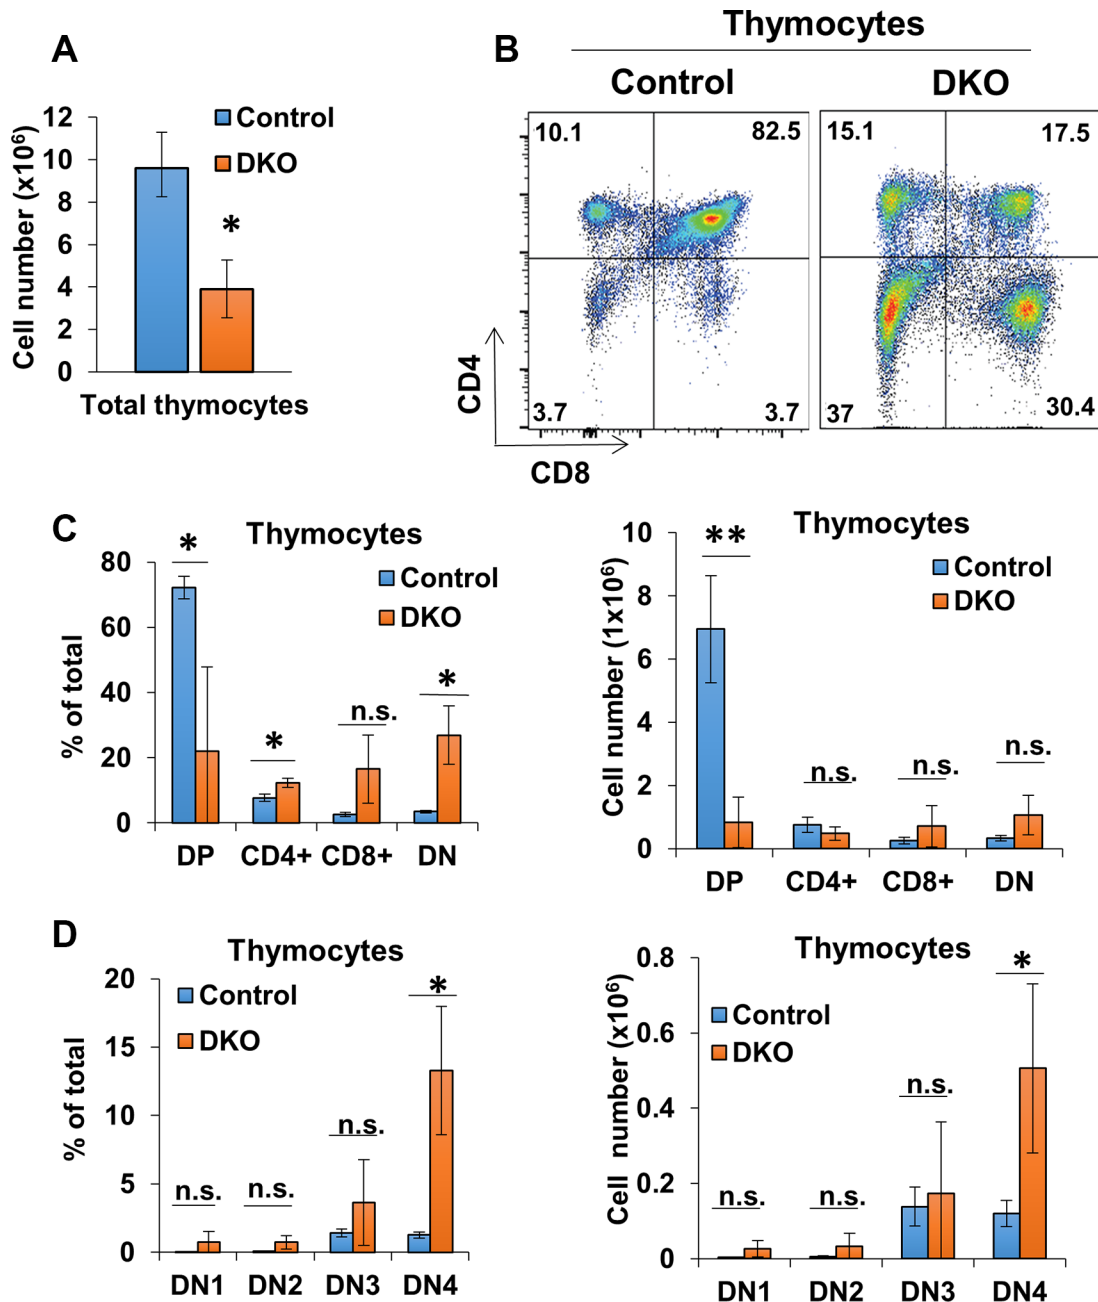 A
Cell number (x10⁶)
12
10
8
6
4
2
0
Control
DKO
*
Total thymocytes
B
Thymocytes
Control
DKO
10.1
82.5
3.7
3.7
15.1
17.5
37
30.4
CD4
CD8
C
Thymocytes
% of total
80
60
40
20
0
Control
DKO
*
*
n.s.
*
DP CD4+ CD8+ DN
Thymocytes
Cell number (1x10⁶)
10
8
6
4
2
0
Control
DKO
**
n.s.
n.s.
n.s.
DP CD4+ CD8+ DN
D
Thymocytes
% of total
20
15
10
5
0
Control
DKO
n.s.
n.s.
n.s.
*
DN1 DN2 DN3 DN4
Thymocytes
Cell number (x10⁶)
0.8
0.6
0.4
0.2
0
Control
DKO
n.s.
n.s.
n.s.
*
DN1 DN2 DN3 DN4